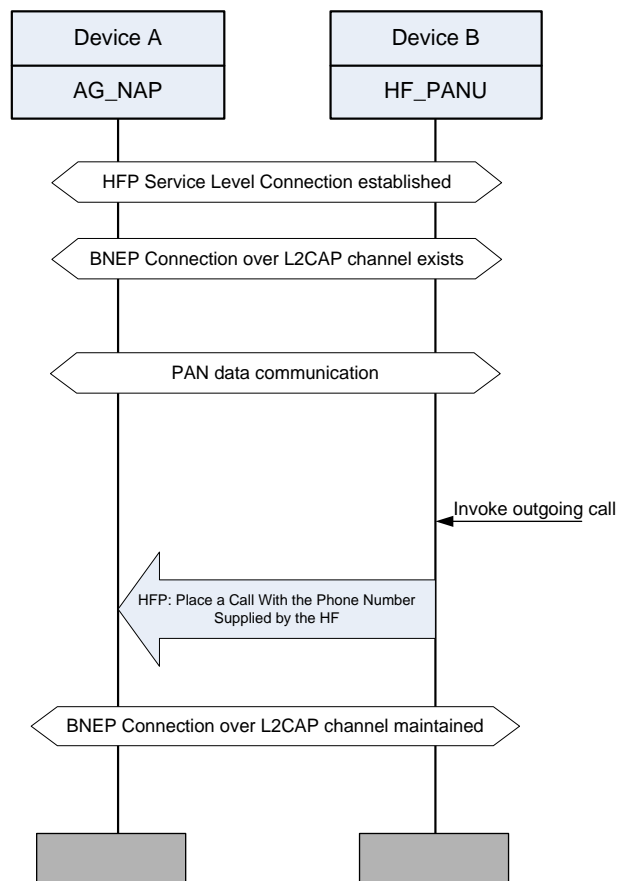 Device A
Device B
AG_NAP
HF_PANU
HFP Service Level Connection established
BNEP Connection over L2CAP channel exists
PAN data communication
Invoke outgoing call
HFP: Place a Call With the Phone Number
Supplied by the HF
BNEP Connection over L2CAP channel maintained